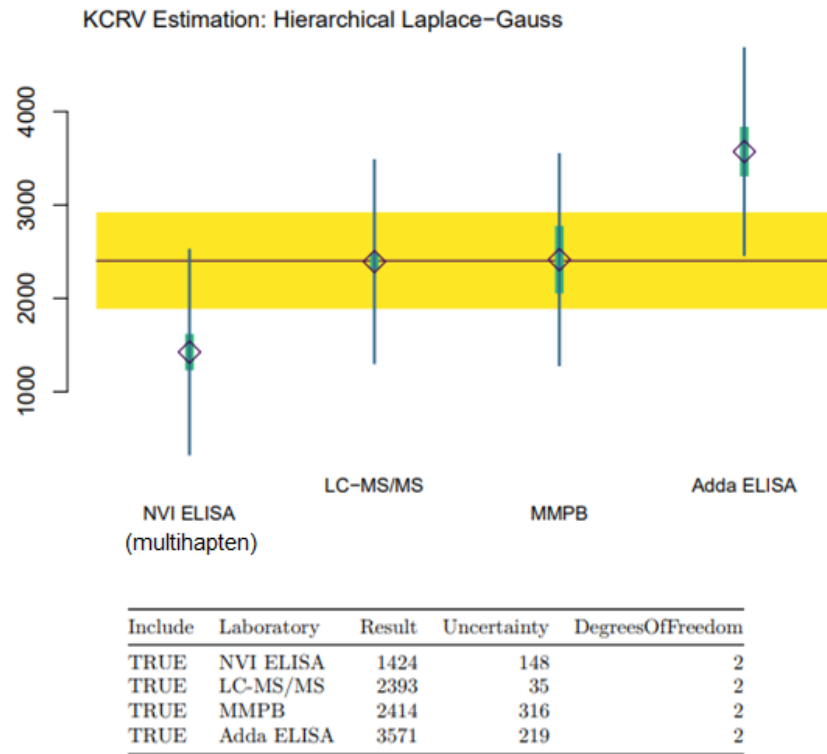 KCRV Estimation: Hierarchical Laplace−Gauss
4000
3000
2000
1000
LC−MS/MS
Adda ELISA
NVI ELISA
MMPB
(multihapten)
Include Laboratory Result Uncertainty DegreesOfFreedom
TRUE NVI ELISA 1424 148 2
TRUE LC-MS/MS 2393 35 2
TRUE MMPB 2414 316 2
TRUE Adda ELISA 3571 219 2